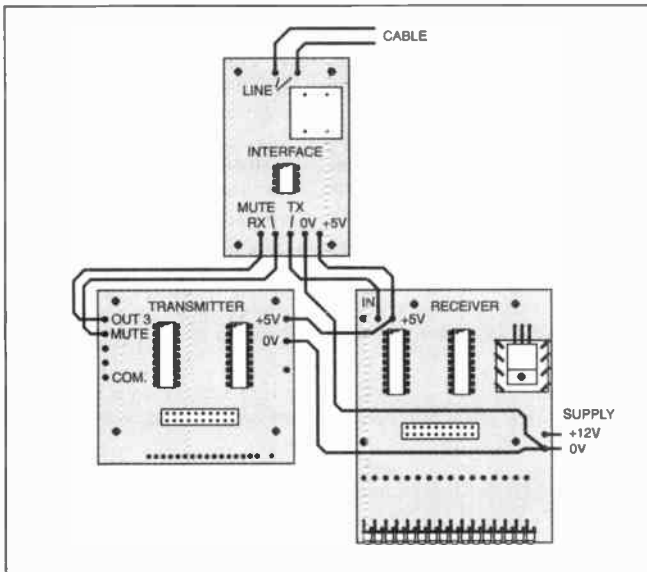 CABLE
LINE
INTERFACE
MUTE TX
RX 0V +5V
TRANSMITTER
OUT 3 +5V
MUTE 0V
COM.
IN RECEIVER
+5V
SUPPLY
+12V
0V